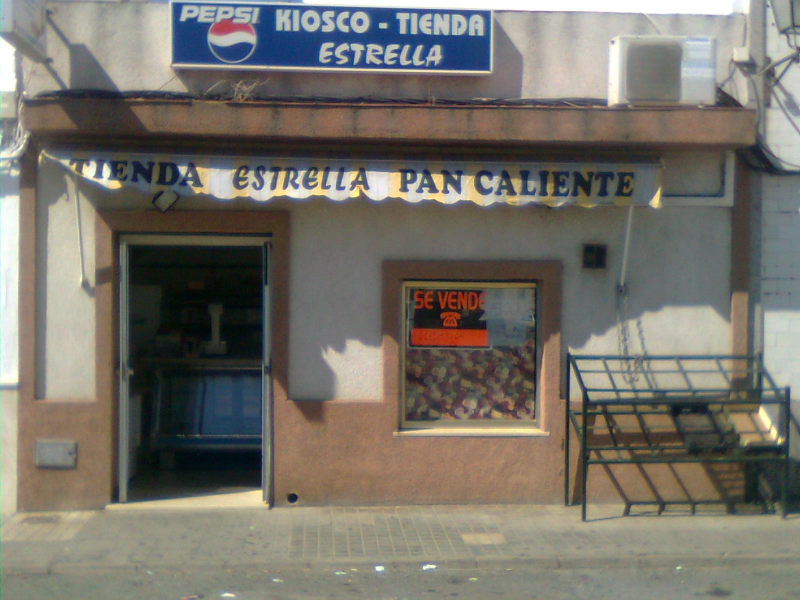 PEPSI
KIOSCO - TIENDA
ESTRELLA
TIENDA ESTRELLA PAN CALIENTE
SE VENDE